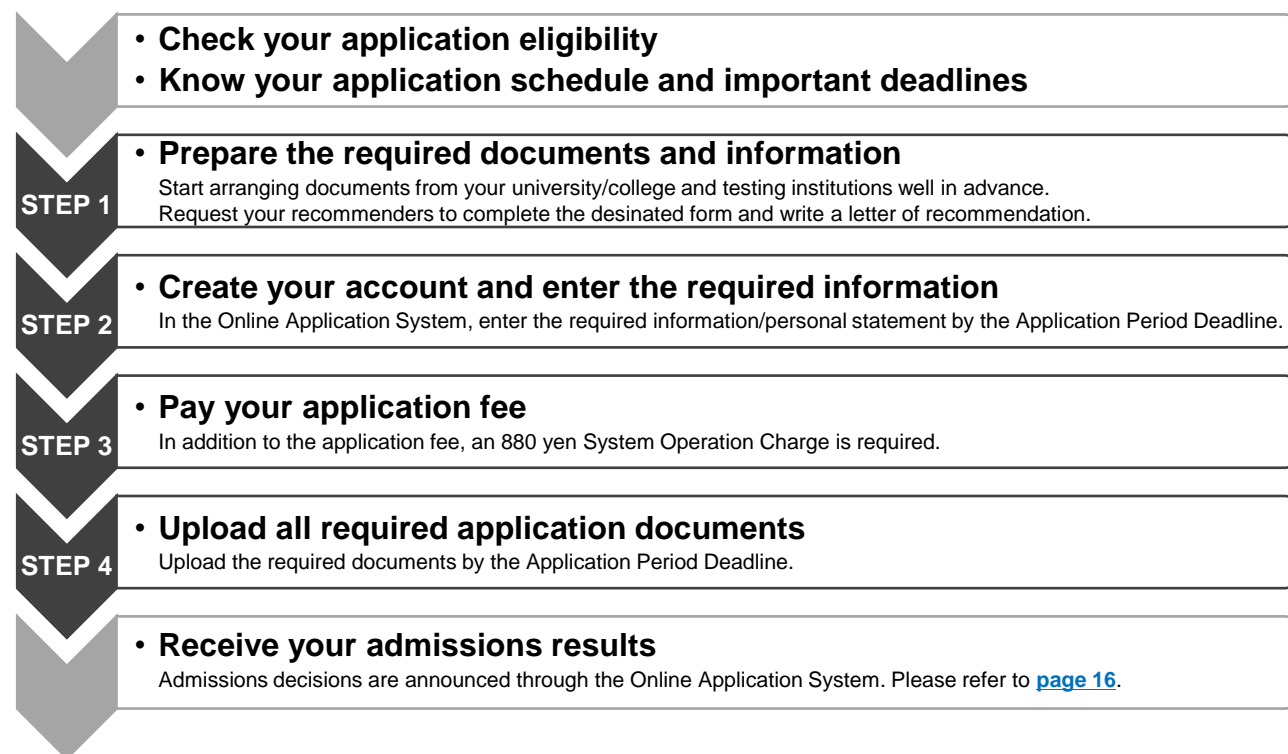 • Check your application eligibility
• Know your application schedule and important deadlines
• Prepare the required documents and information
Start arranging documents from your university/college and testing institutions well in advance.
STEP 1
Request your recommenders to complete the desinated form and write a letter of recommendation.
• Create your account and enter the required information
STEP 2
In the Online Application System, enter the required information/personal statement by the Application Period Deadline.
• Pay your application fee
STEP 3
In addition to the application fee, an 880 yen System Operation Charge is required.
• Upload all required application documents
STEP 4
Upload the required documents by the Application Period Deadline.
• Receive your admissions results
Admissions decisions are announced through the Online Application System. Please refer to page 16.